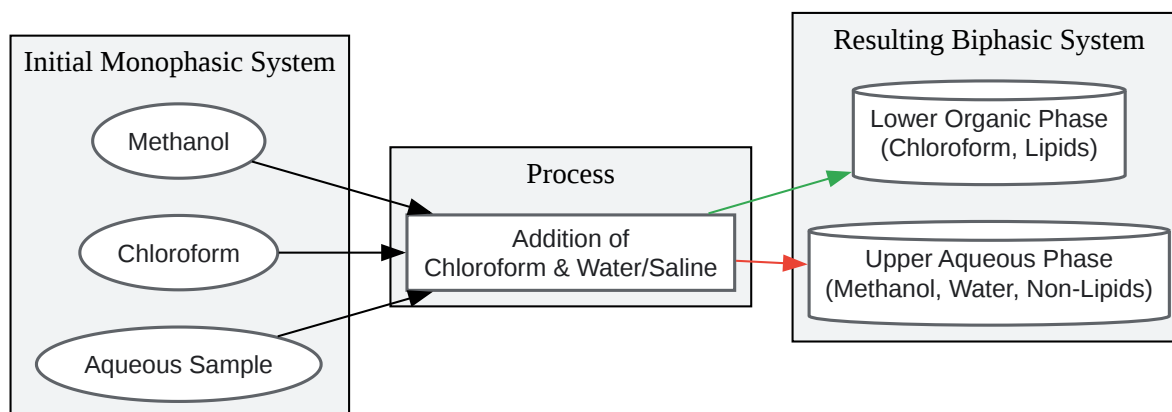 Initial Monophasic System
Methanol
Chloroform
Aqueous Sample
Process
Addition of
Chloroform & Water/Saline
Resulting Biphasic System
Lower Organic Phase
(Chloroform, Lipids)
Upper Aqueous Phase
(Methanol, Water, Non-Lipids)